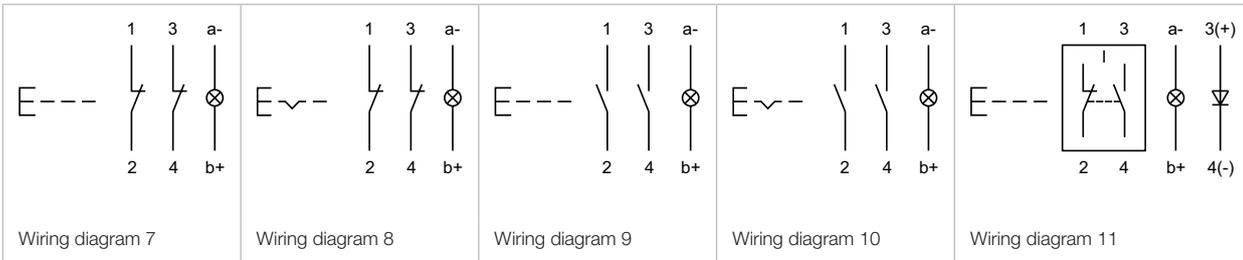 1 3 a-
2 4 b+
Wiring diagram 7
1 3 a-
2 4 b+
Wiring diagram 8
1 3 a-
2 4 b+
Wiring diagram 9
1 3 a-
2 4 b+
Wiring diagram 10
1 3 a- 3(+)
2 4 b+ 4(-)
Wiring diagram 11